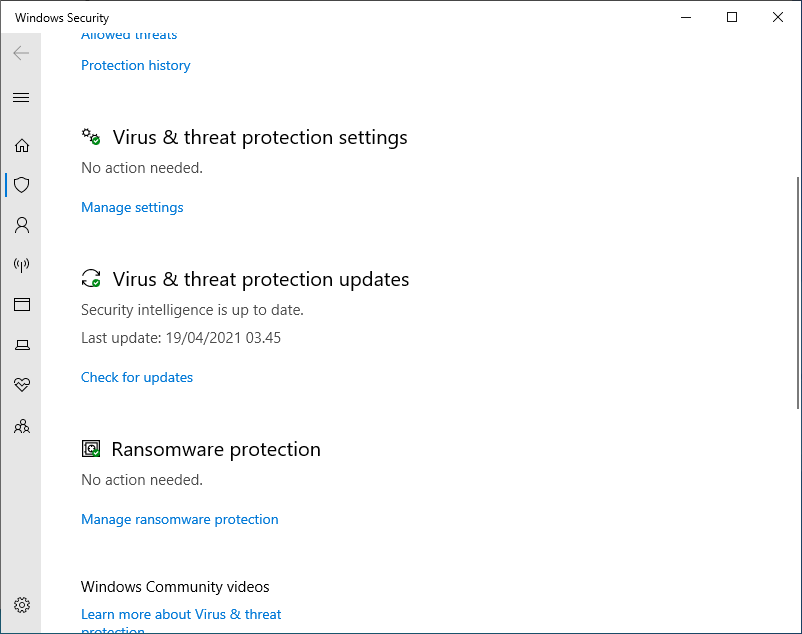 Windows Security
Allowed threats
Protection history
Virus & threat protection settings
No action needed.
Manage settings
Virus & threat protection updates
Security intelligence is up to date.
Last update: 19/04/2021 03.45
Check for updates
Ransomware protection
No action needed.
Manage ransomware protection
Windows Community videos
Learn more about Virus & threat
protection